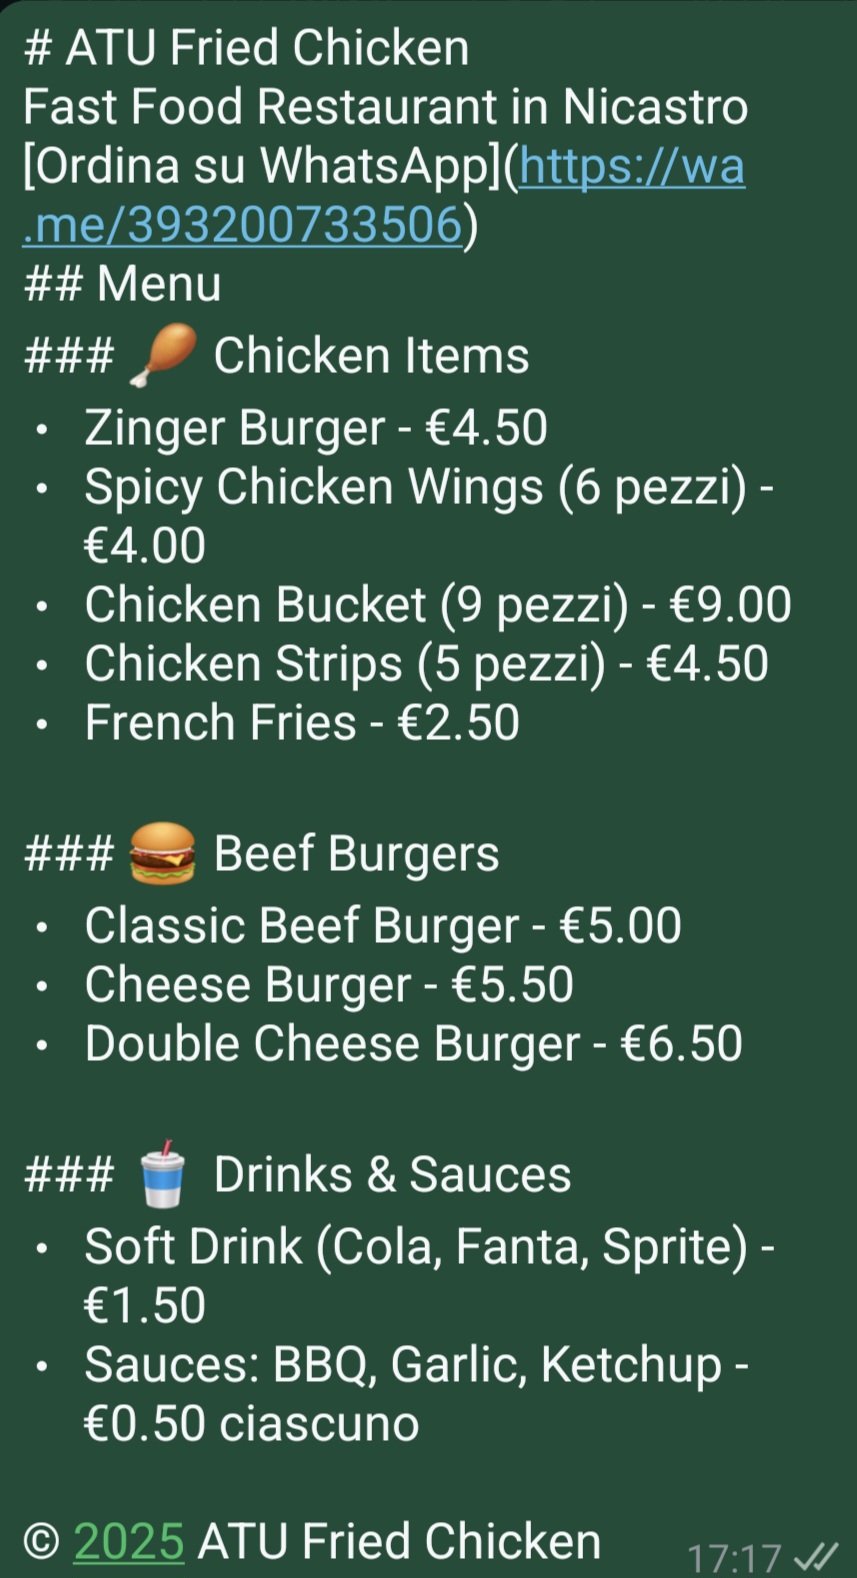 # ATU Fried Chicken
Fast Food Restaurant in Nicastro
[Ordina su WhatsApp](https://wa
.me/393200733506)
## Menu
### 🍗 Chicken Items
• Zinger Burger - €4.50
• Spicy Chicken Wings (6 pezzi) -
€4.00
• Chicken Bucket (9 pezzi) - €9.00
• Chicken Strips (5 pezzi) - €4.50
• French Fries - €2.50
### 🍔 Beef Burgers
• Classic Beef Burger - €5.00
• Cheese Burger - €5.50
• Double Cheese Burger - €6.50
### 🥤 Drinks & Sauces
• Soft Drink (Cola, Fanta, Sprite) -
€1.50
• Sauces: BBQ, Garlic, Ketchup -
€0.50 ciascuno
© 2025 ATU Fried Chicken
17:17